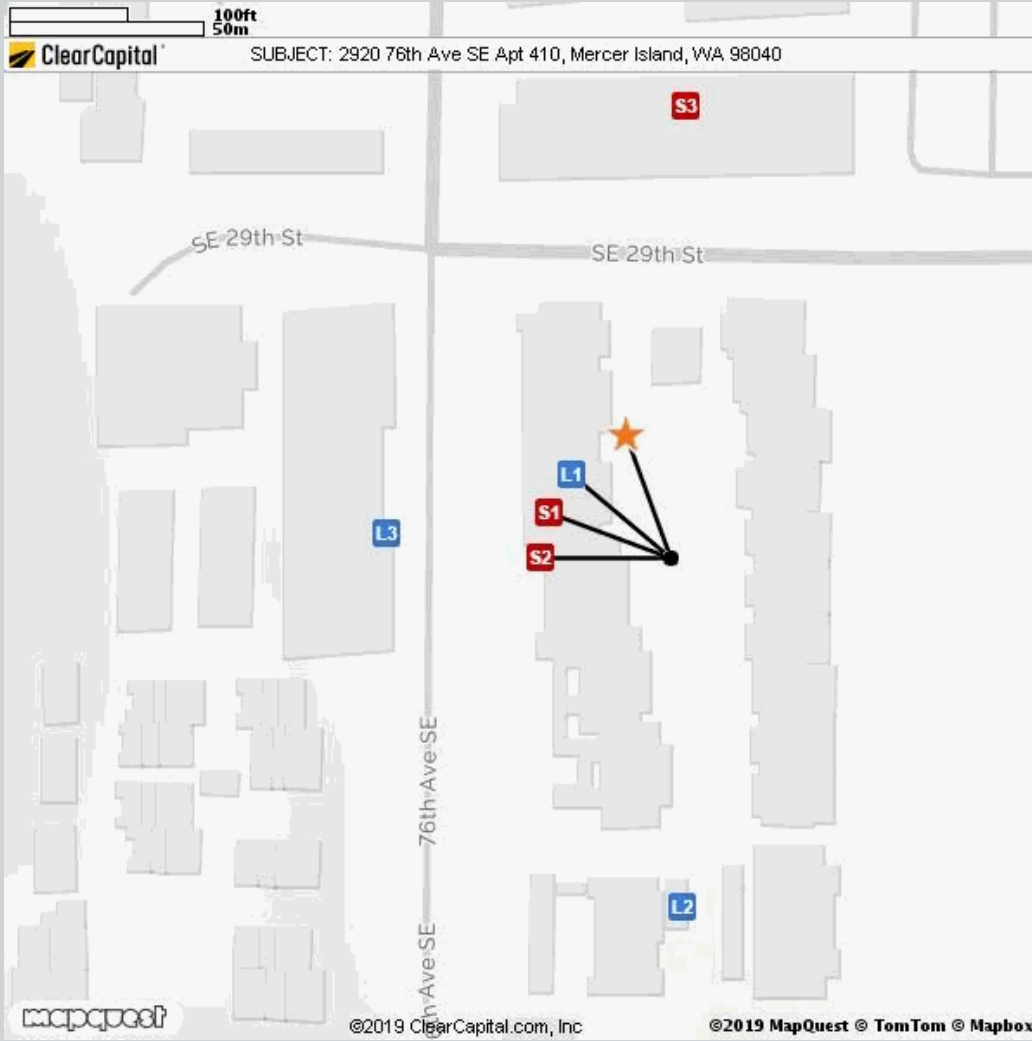 100ft
50m
ClearCapital SUBJECT: 2920 76th Ave SE Apt 410, Mercer Island, WA 98040
S3
SE 29th St
SE 29th St
L1
S1
L3
S2
76th Ave SE
L2
th Ave SE
mapquest
©2019 ClearCapital.com, Inc
©2019 MapQuest © TomTom © Mapbox